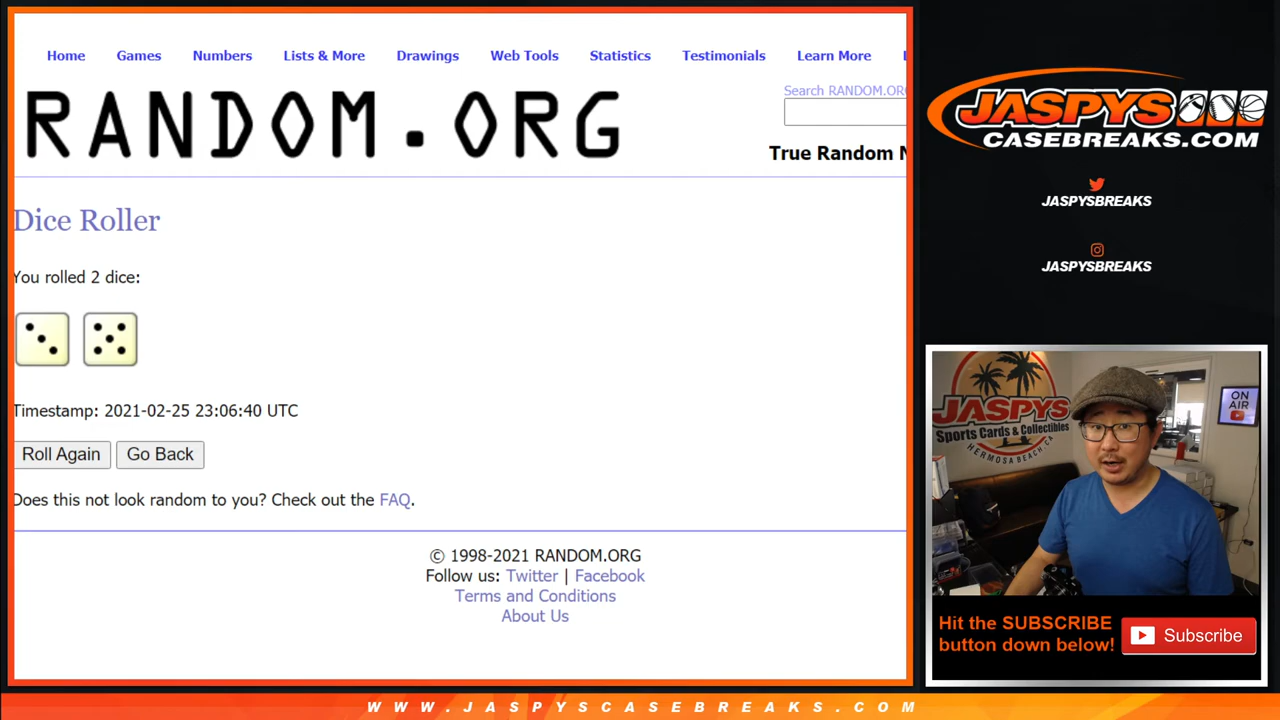 Home Games Numbers Lists & More Drawings Web Tools Statistics Testimonials Learn More
RANDOM.ORG
Search RANDOM.ORG
True Random N
Dice Roller
You rolled 2 dice:
Timestamp: 2021-02-25 23:06:40 UTC
Roll Again Go Back
Does this not look random to you? Check out the FAQ.
© 1998-2021 RANDOM.ORG
Follow us: Twitter | Facebook
Terms and Conditions
About Us
JASPYS
CASEBREAKS.COM
JASPYSBREAKS
JASPYSBREAKS
JASPYS
Sports Cards & Collectibles
HERMOSA BEACH, CA
ON
AIR
Hit the SUBSCRIBE
button down below!
Subscribe
WWW.JASPYSCASEBREAKS.COM